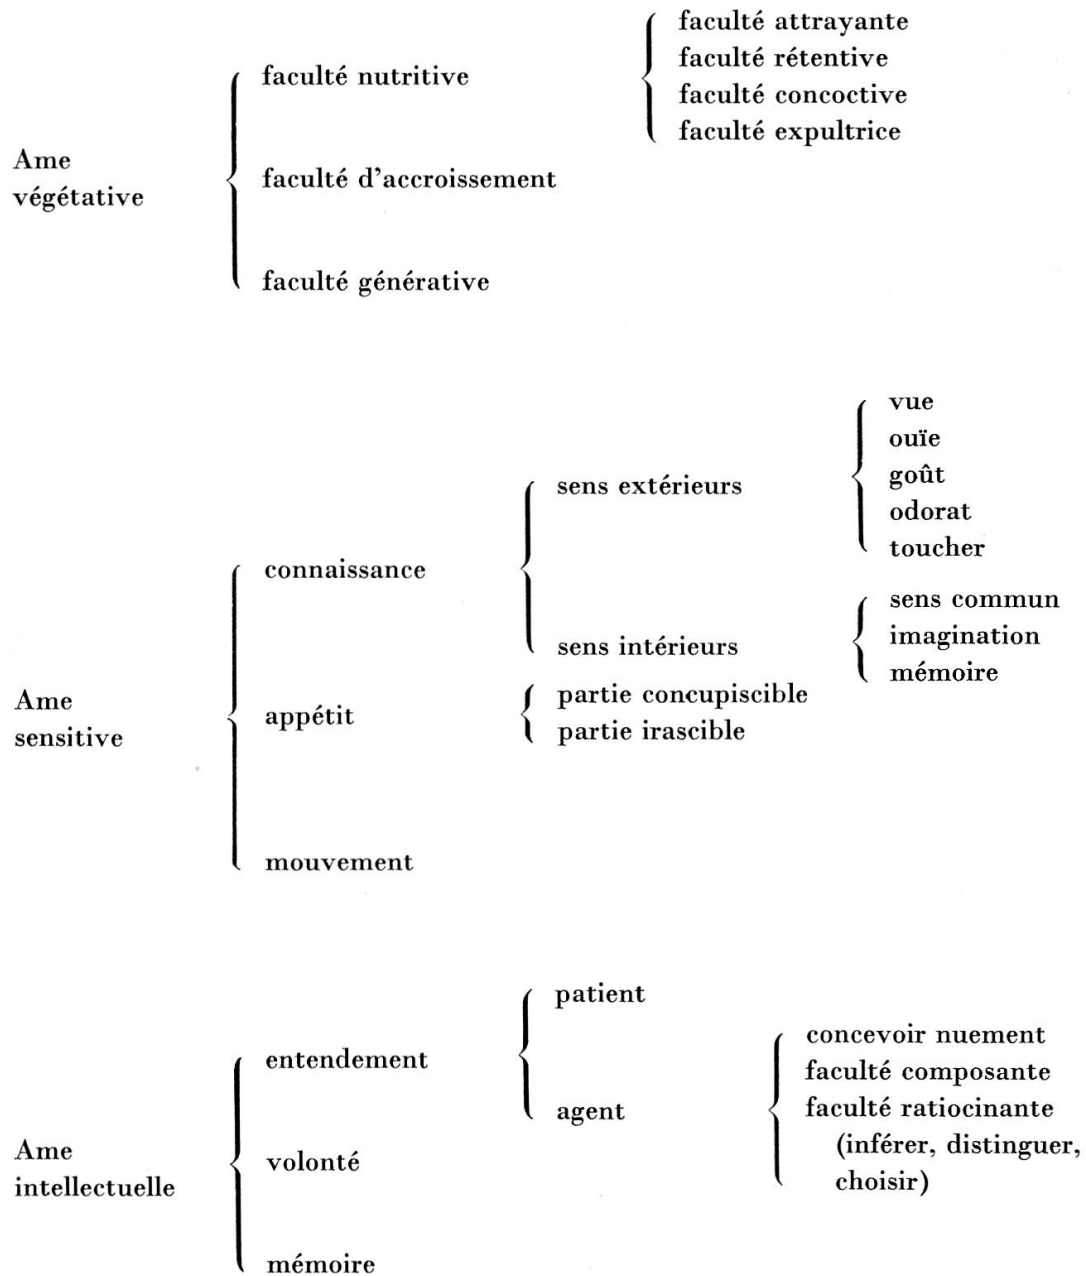 Ame
végétative
faculté nutritive
faculté attrayante
faculté rétentive
faculté concoctive
faculté expultrice
faculté d'accroissement
faculté générative
Ame
sensitive
connaissance
sens extérieurs
vue
ouïe
goût
odorat
toucher
sens intérieurs
sens commun
imagination
mémoire
appétit
partie concupiscible
partie irascible
mouvement
Ame
intellectuelle
entendement
patient
agent
concevoir nuement
faculté composante
faculté ratiocinante
(inférer, distinguer,
choisir)
volonté
mémoire